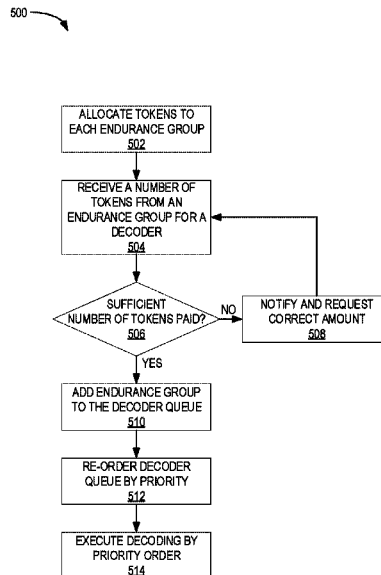 500
ALLOCATE TOKENS TO
EACH ENDURANCE GROUP
502
RECEIVE A NUMBER OF
TOKENS FROM AN
ENDURANCE GROUP FOR A
DECODER
504
SUFFICIENT
NUMBER OF TOKENS PAID?
506
NO
NOTIFY AND REQUEST
CORRECT AMOUNT
508
YES
ADD ENDURANCE GROUP
TO THE DECODER QUEUE
510
RE-ORDER DECODER
QUEUE BY PRIORITY
512
EXECUTE DECODING BY
PRIORITY ORDER
514